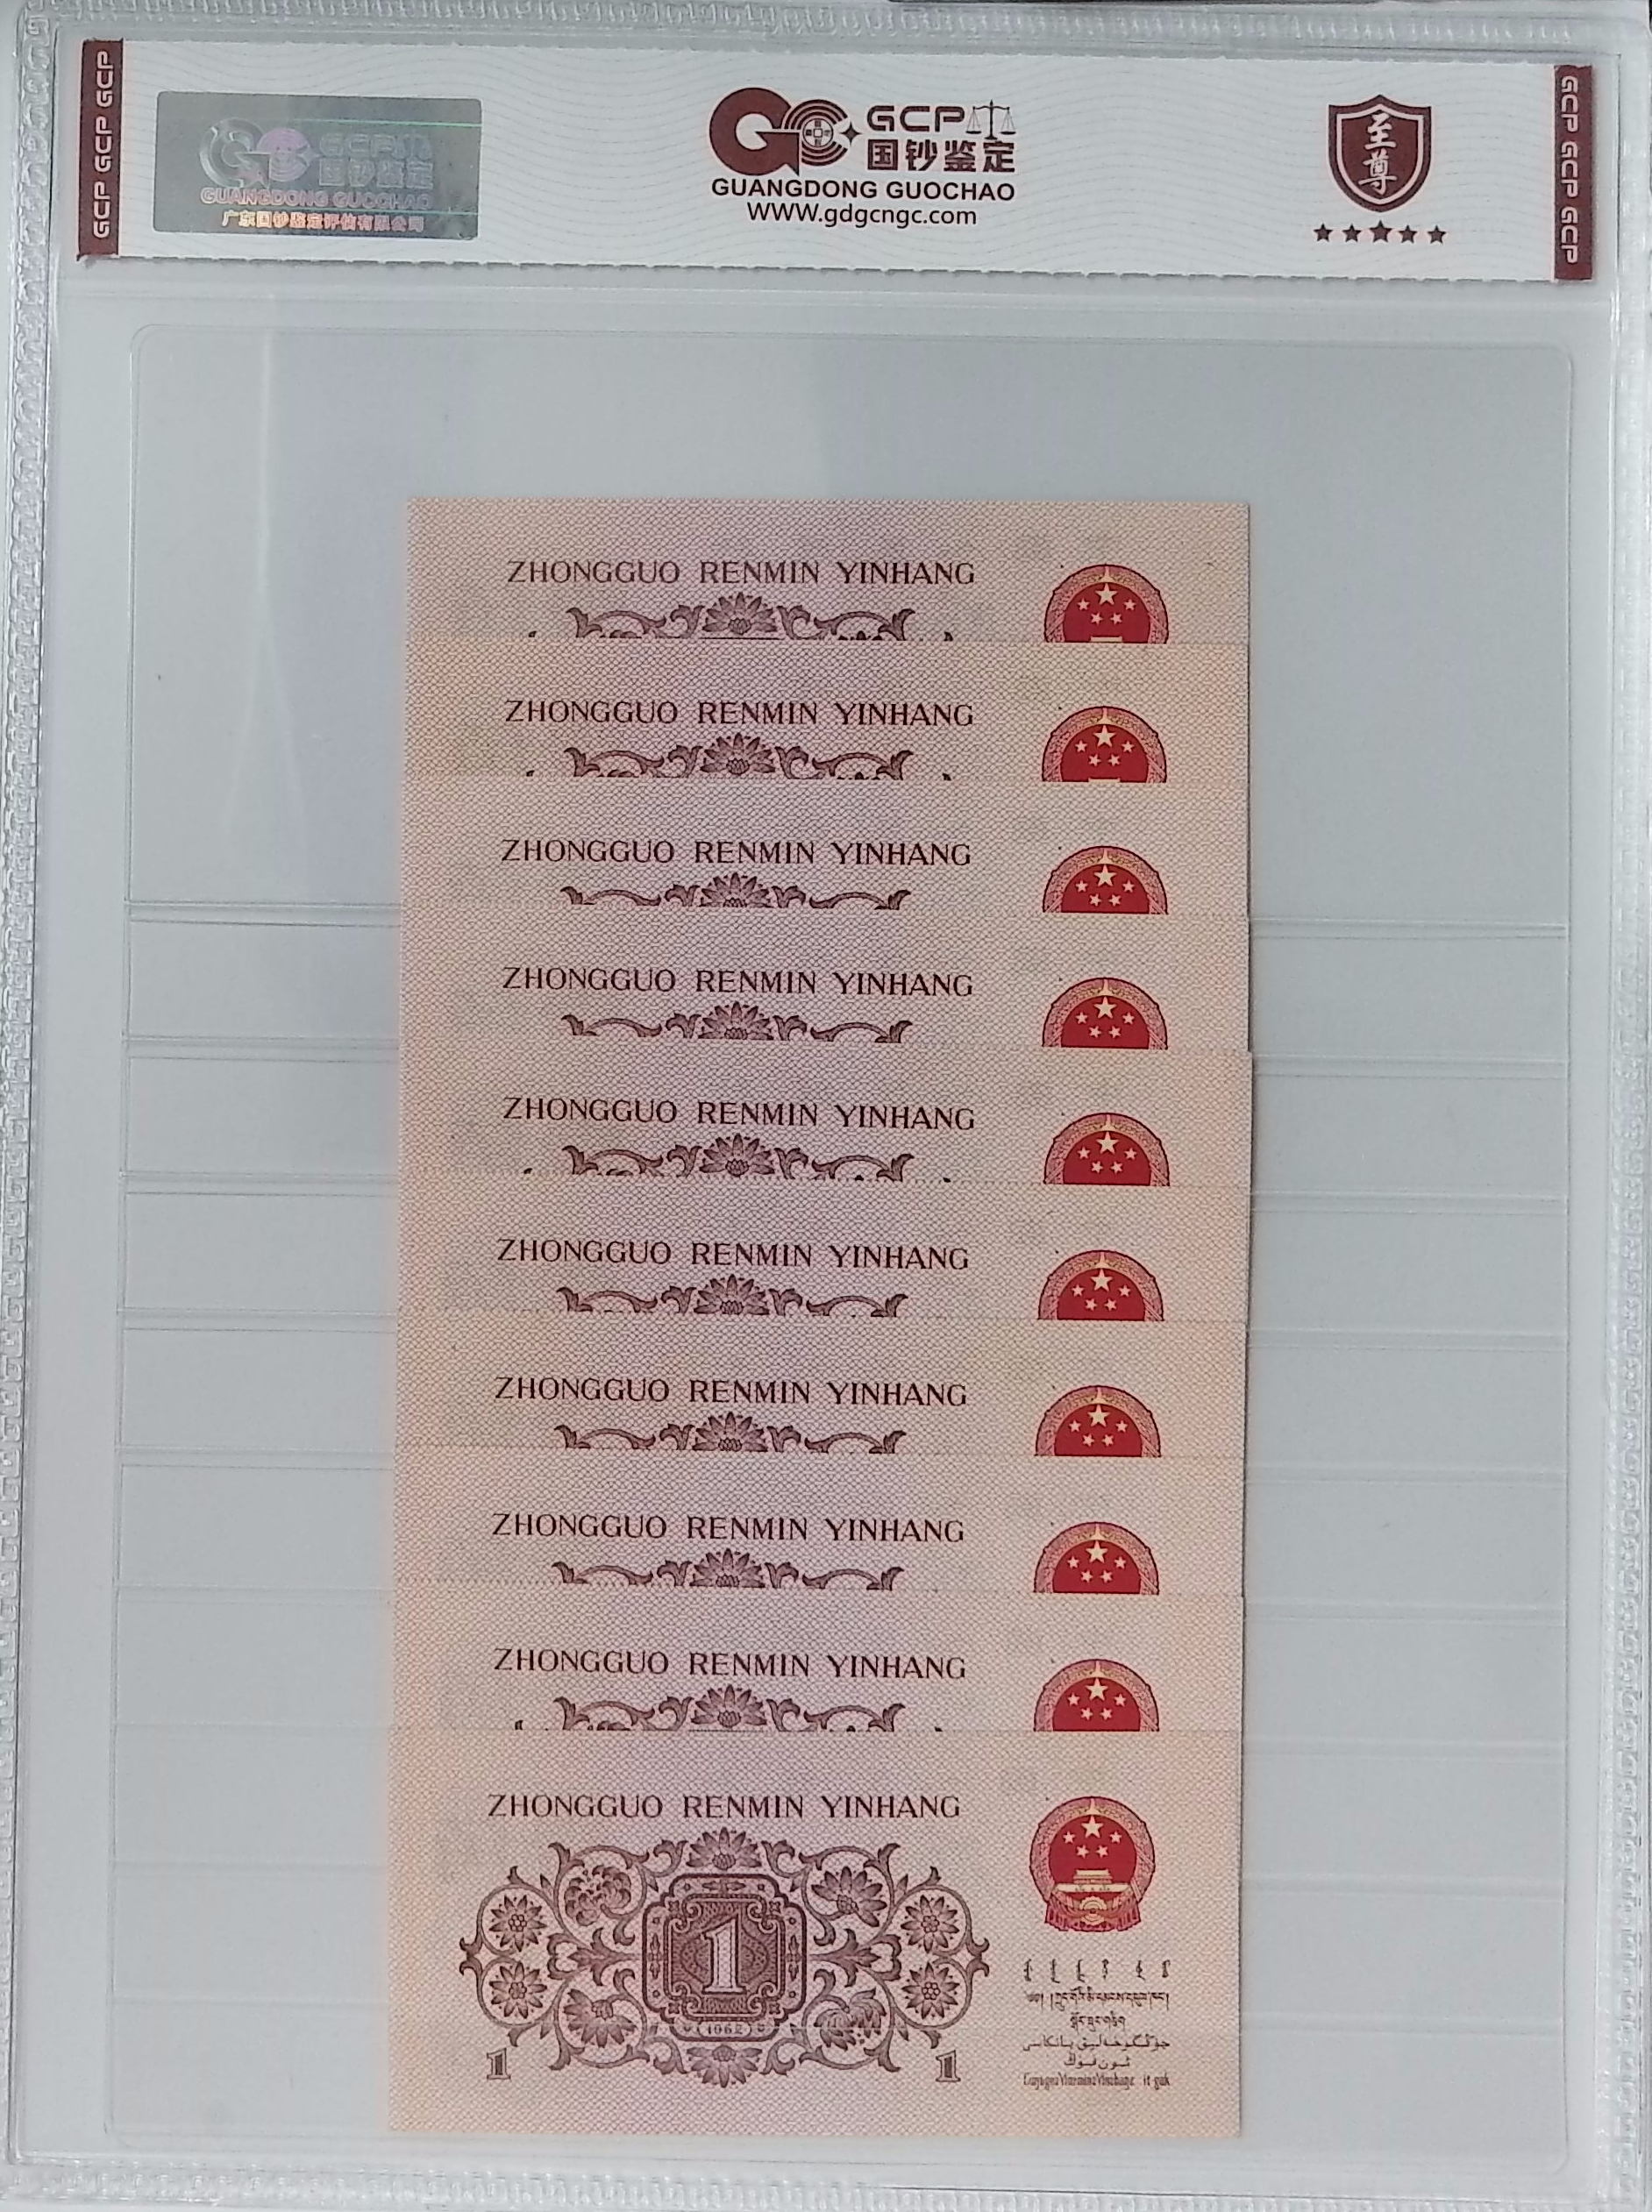 GCP GCP GCP
GCP
国钞鉴定
GUANGDONG GUOCHAO
广东国钞鉴定评估有限公司
GCP
国钞鉴定
GUANGDONG GUOCHAO
WWW.gdgcngc.com
至尊
GCP GCP GCP
ZHONGGUO RENMIN YINHANG
ZHONGGUO RENMIN YINHANG
ZHONGGUO RENMIN YINHANG
ZHONGGUO RENMIN YINHANG
ZHONGGUO RENMIN YINHANG
ZHONGGUO RENMIN YINHANG
ZHONGGUO RENMIN YINHANG
ZHONGGUO RENMIN YINHANG
ZHONGGUO RENMIN YINHANG
ZHONGGUO RENMIN YINHANG
1
1962
1
1